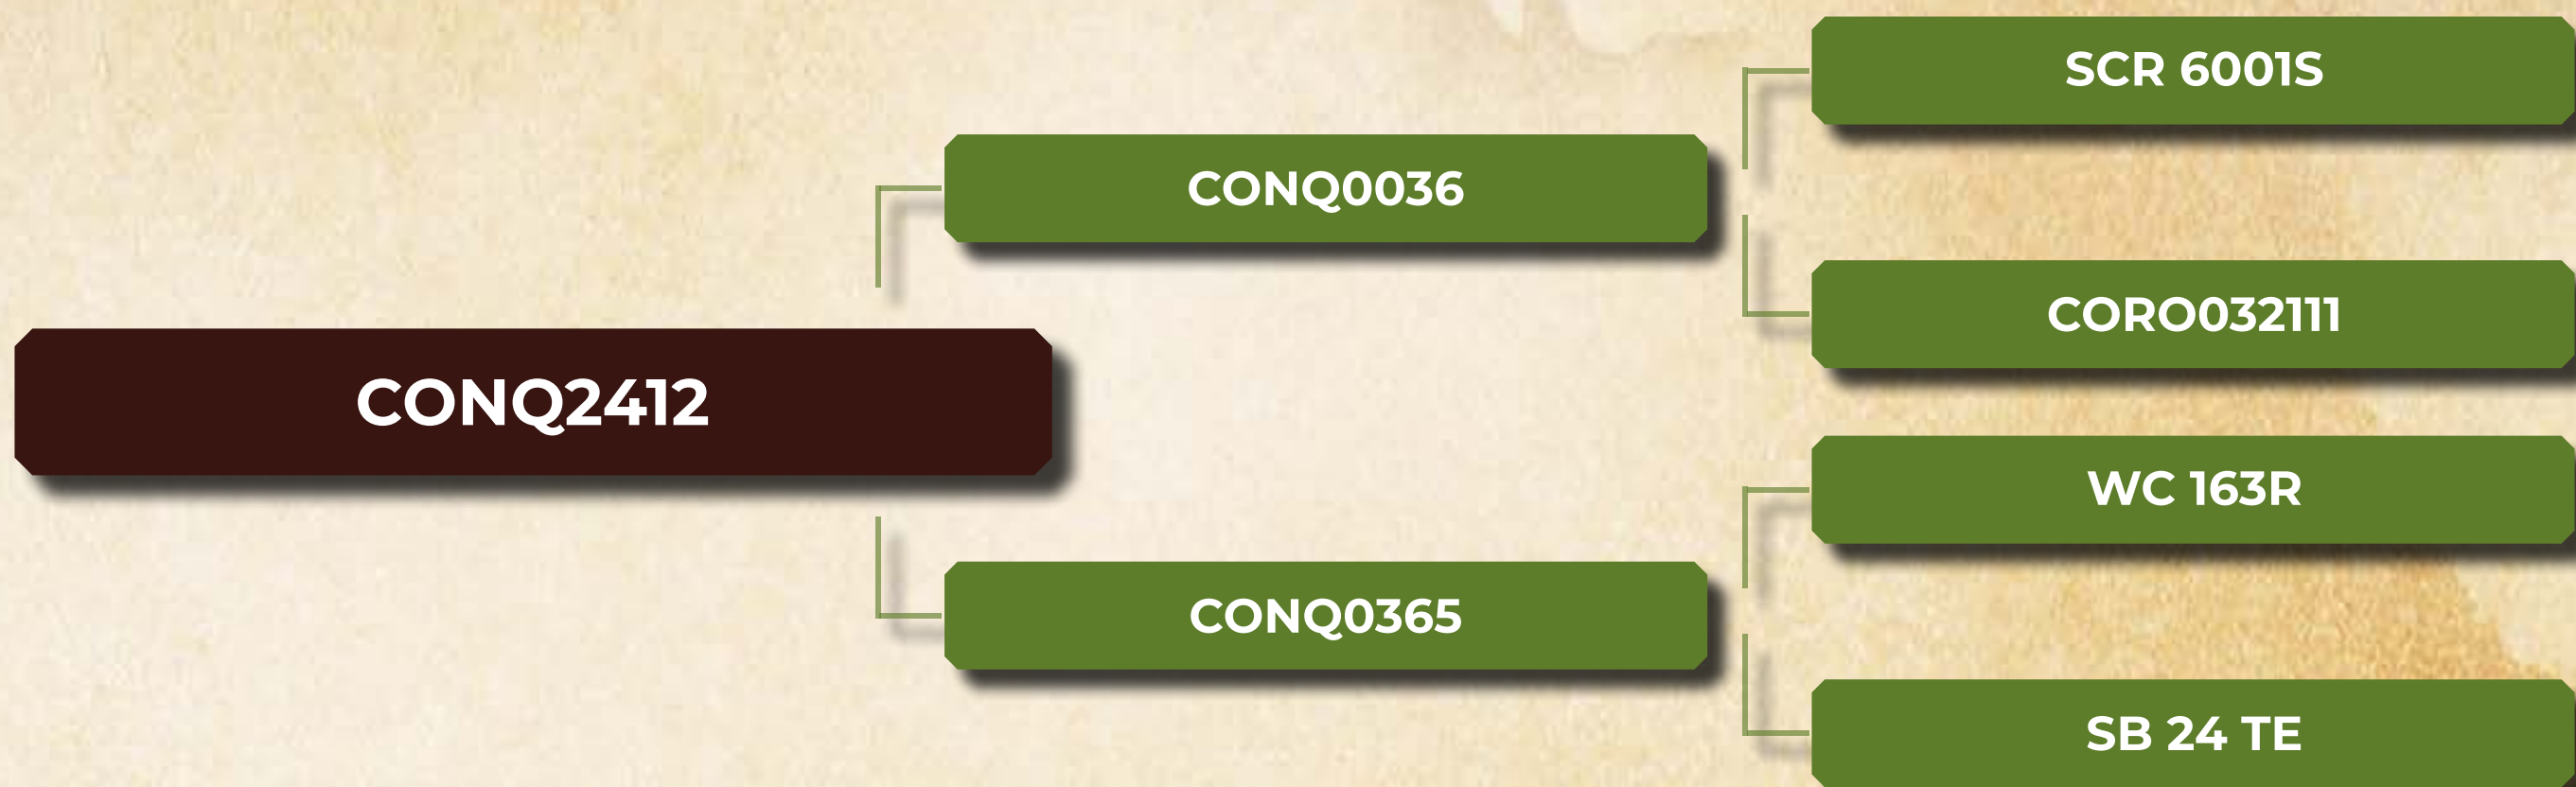 SCR 6001S
CONQ0036
CORO032111
CONQ2412
WC 163R
CONQ0365
SB 24 TE